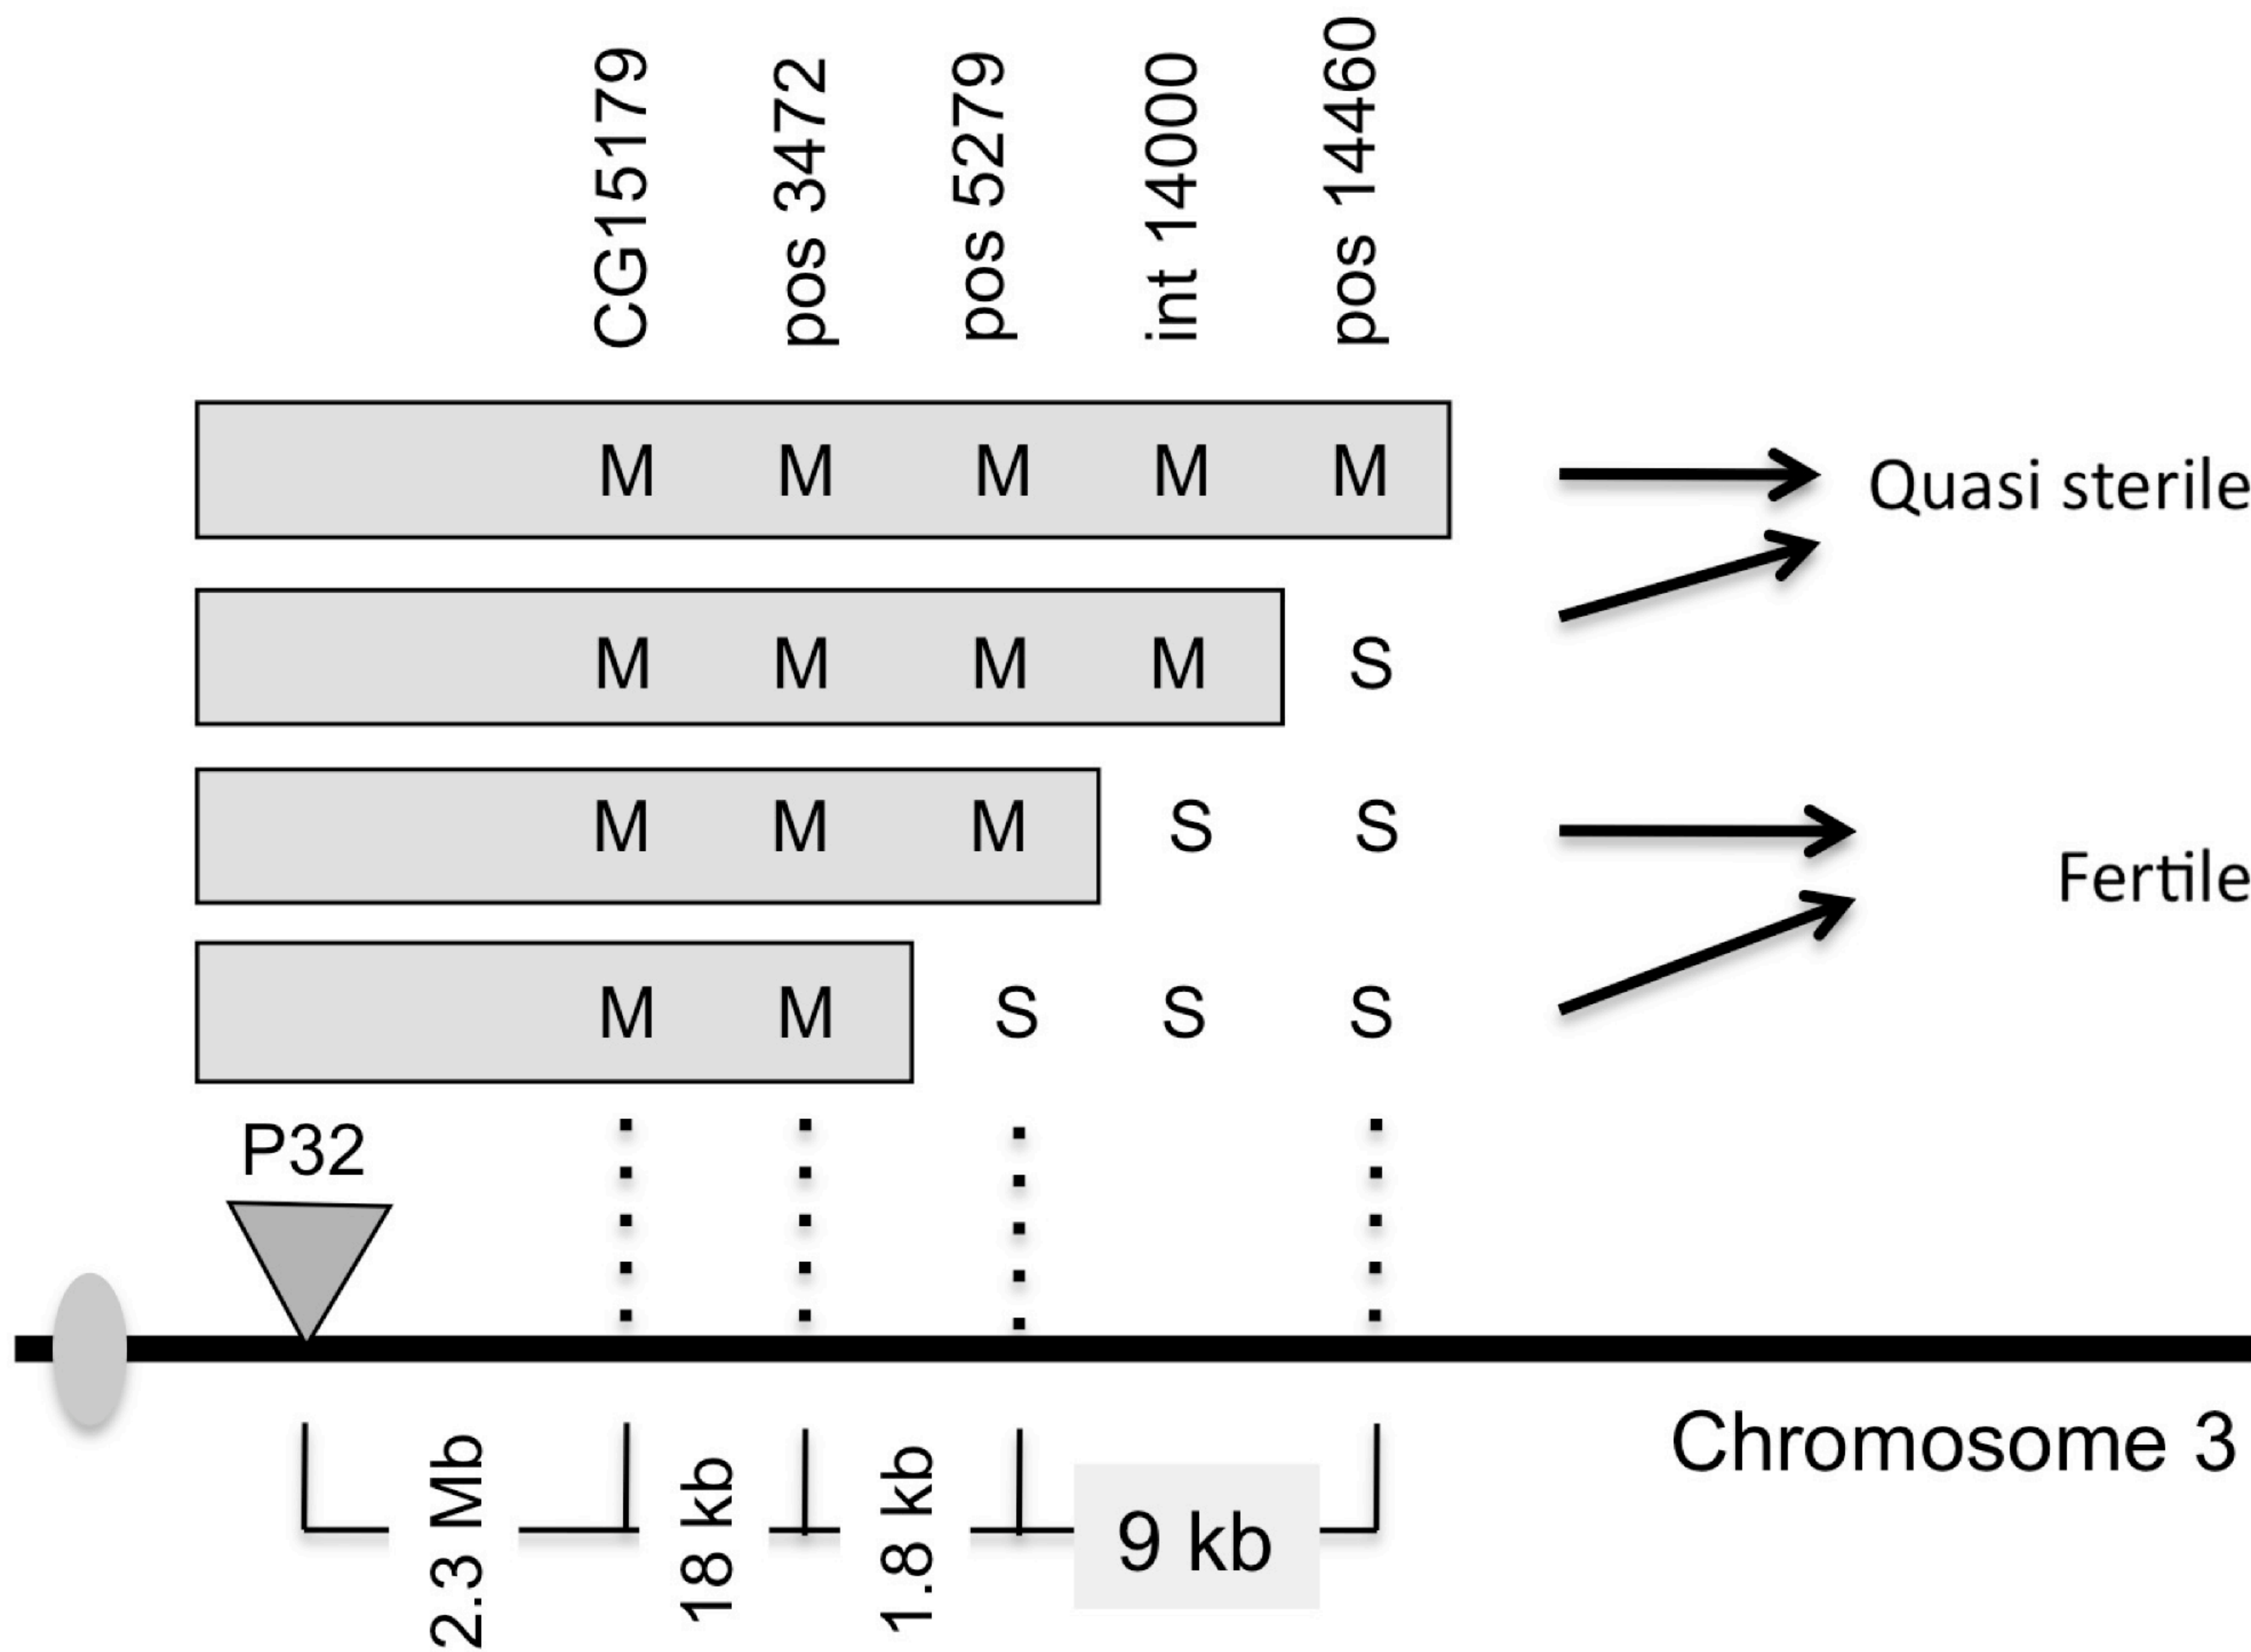 CG15179
pos 3472
pos 5279
int 14000
pos 14460
M M M M M
Quasi sterile
M M M M S
M M M S S
Fertile
M M S S S
P32
Chromosome 3
2.3 Mb
18 kb
1.8 kb
9 kb